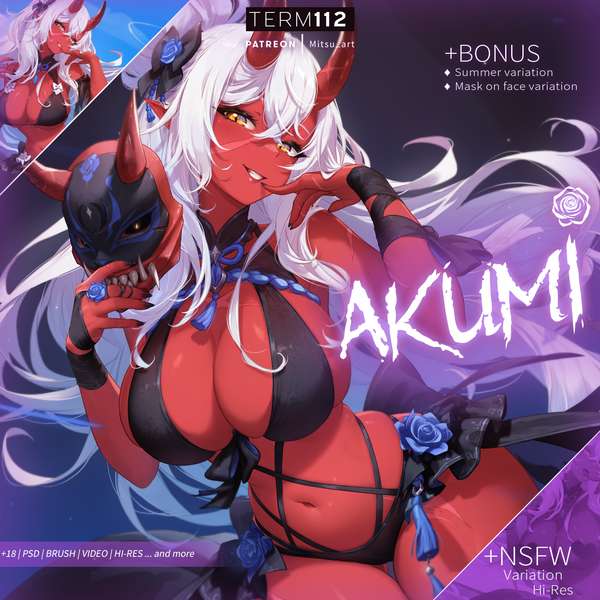 TERM112
PATREON | Mitsu_art
+BONUS
♦ Summer variation
♦ Mask on face variation
AKUMI
+18 | PSD | BRUSH | VIDEO | HI-RES ... and more
+NSFW
Variation
Hi-Res